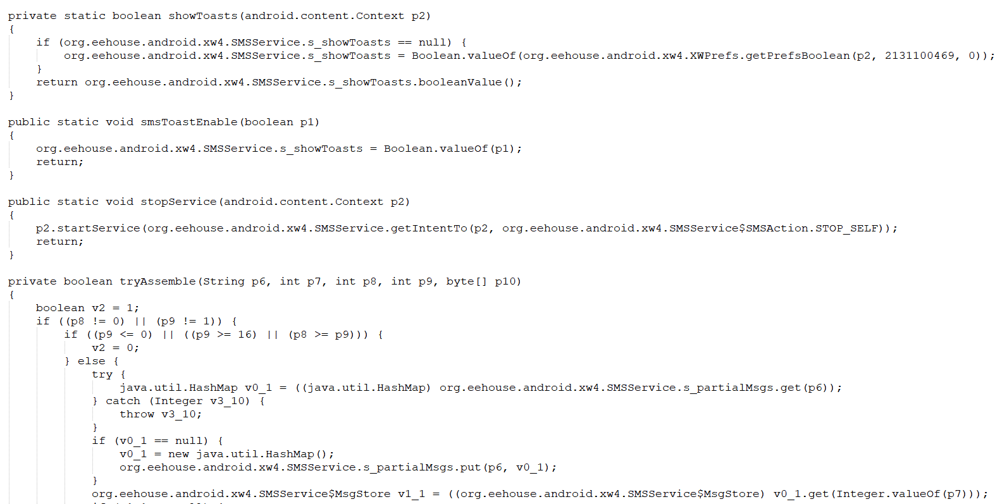 private static boolean showToasts(android.content.Context p2)
{
    if (org.eehouse.android.xw4.SMSService.s_showToasts == null) {
        org.eehouse.android.xw4.SMSService.s_showToasts = Boolean.valueOf(org.eehouse.android.xw4.XWPrefs.getPrefsBoolean(p2, 2131100469, 0));
    }
    return org.eehouse.android.xw4.SMSService.s_showToasts.booleanValue();
}

public static void smsToastEnable(boolean p1)
{
    org.eehouse.android.xw4.SMSService.s_showToasts = Boolean.valueOf(p1);
    return;
}

public static void stopService(android.content.Context p2)
{
    p2.startService(org.eehouse.android.xw4.SMSService.getIntentTo(p2, org.eehouse.android.xw4.SMSService$SMSAction.STOP_SELF));
    return;
}

private boolean tryAssemble(String p6, int p7, int p8, int p9, byte[] p10)
{
    boolean v2 = 1;
    if ((p8 != 0) || (p9 != 1)) {
        if ((p9 <= 0) || ((p9 >= 16) || (p8 >= p9))) {
            v2 = 0;
        } else {
            try {
                java.util.HashMap v0_1 = ((java.util.HashMap) org.eehouse.android.xw4.SMSService.s_partialMsgs.get(p6));
            } catch (Integer v3_10) {
                throw v3_10;
            }
            if (v0_1 == null) {
                v0_1 = new java.util.HashMap();
                org.eehouse.android.xw4.SMSService.s_partialMsgs.put(p6, v0_1);
            }
            org.eehouse.android.xw4.SMSService$MsgStore v1_1 = ((org.eehouse.android.xw4.SMSService$MsgStore) v0_1.get(Integer.valueOf(p7)));